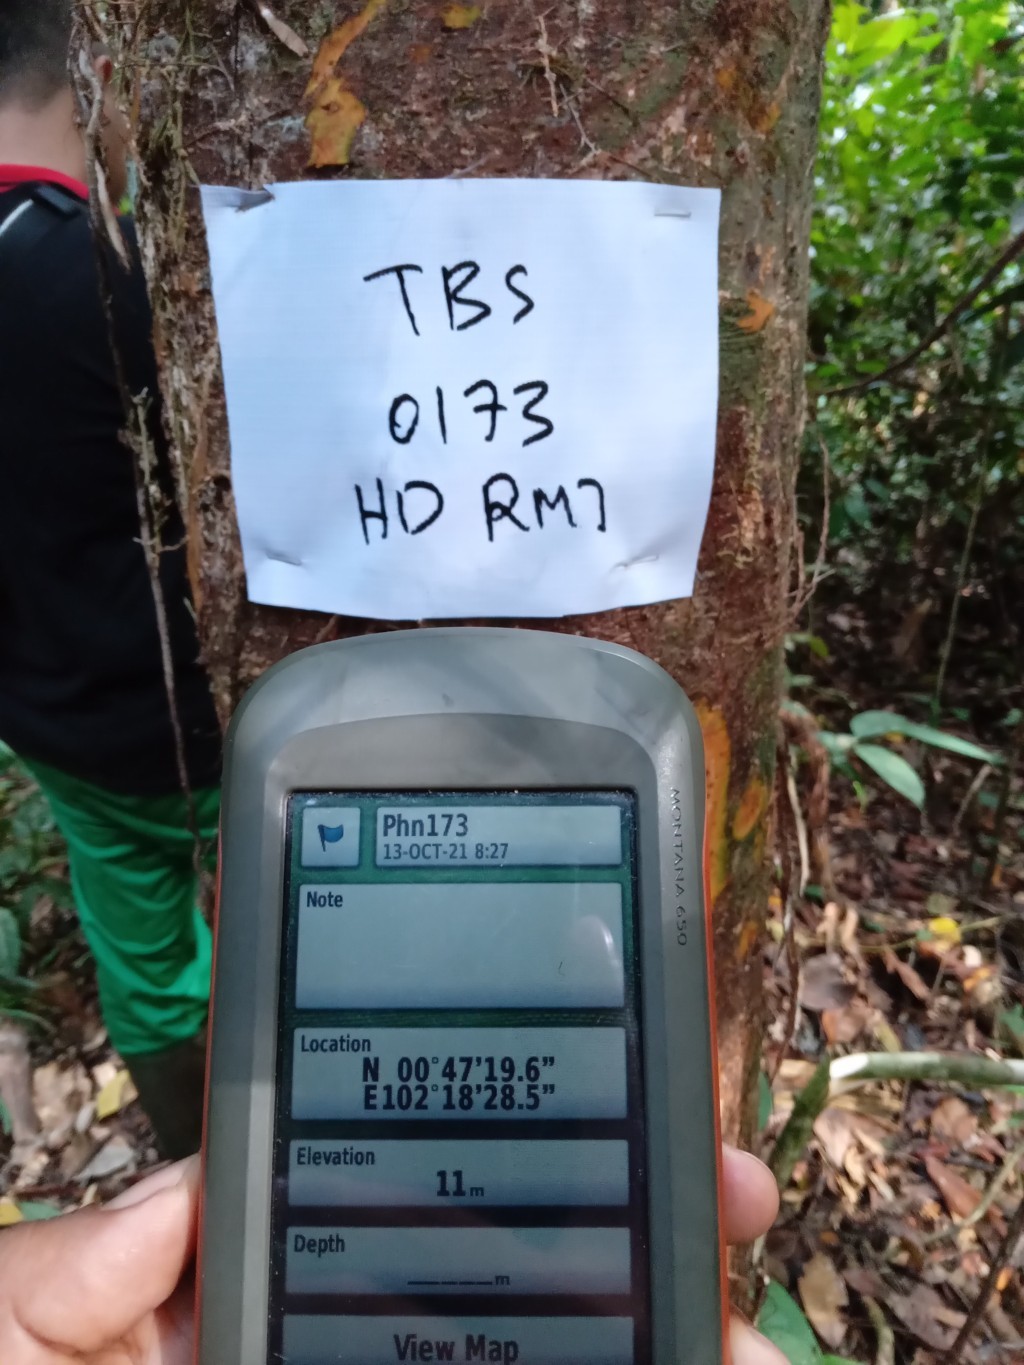 TBS
0173
HD RM7
MONTANA 650
Phn173
13-OCT-21 8:27
Note
Location
N 00°47'19.6"
E102°18'28.5"
Elevation
11m
Depth
_____m
View Map